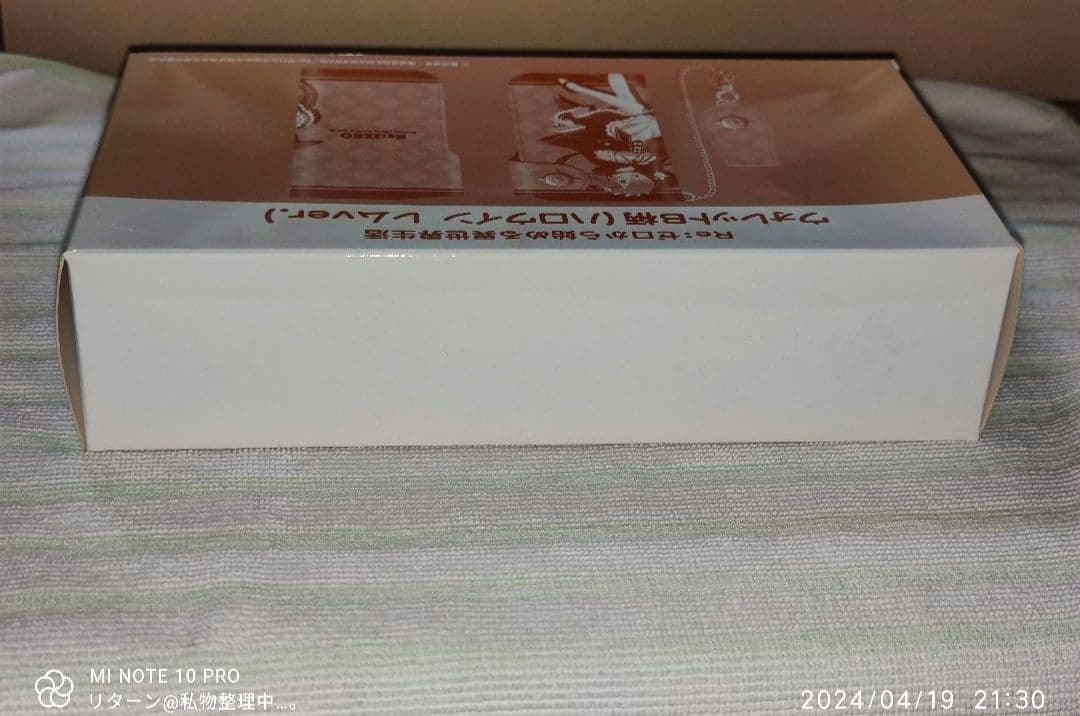 Re:ゼロから始める異世界生活
ウォレットB柄(ハロウィン レムver.)
MI NOTE 10 PRO
リターン@私物整理中...。
2024/04/19 21:30